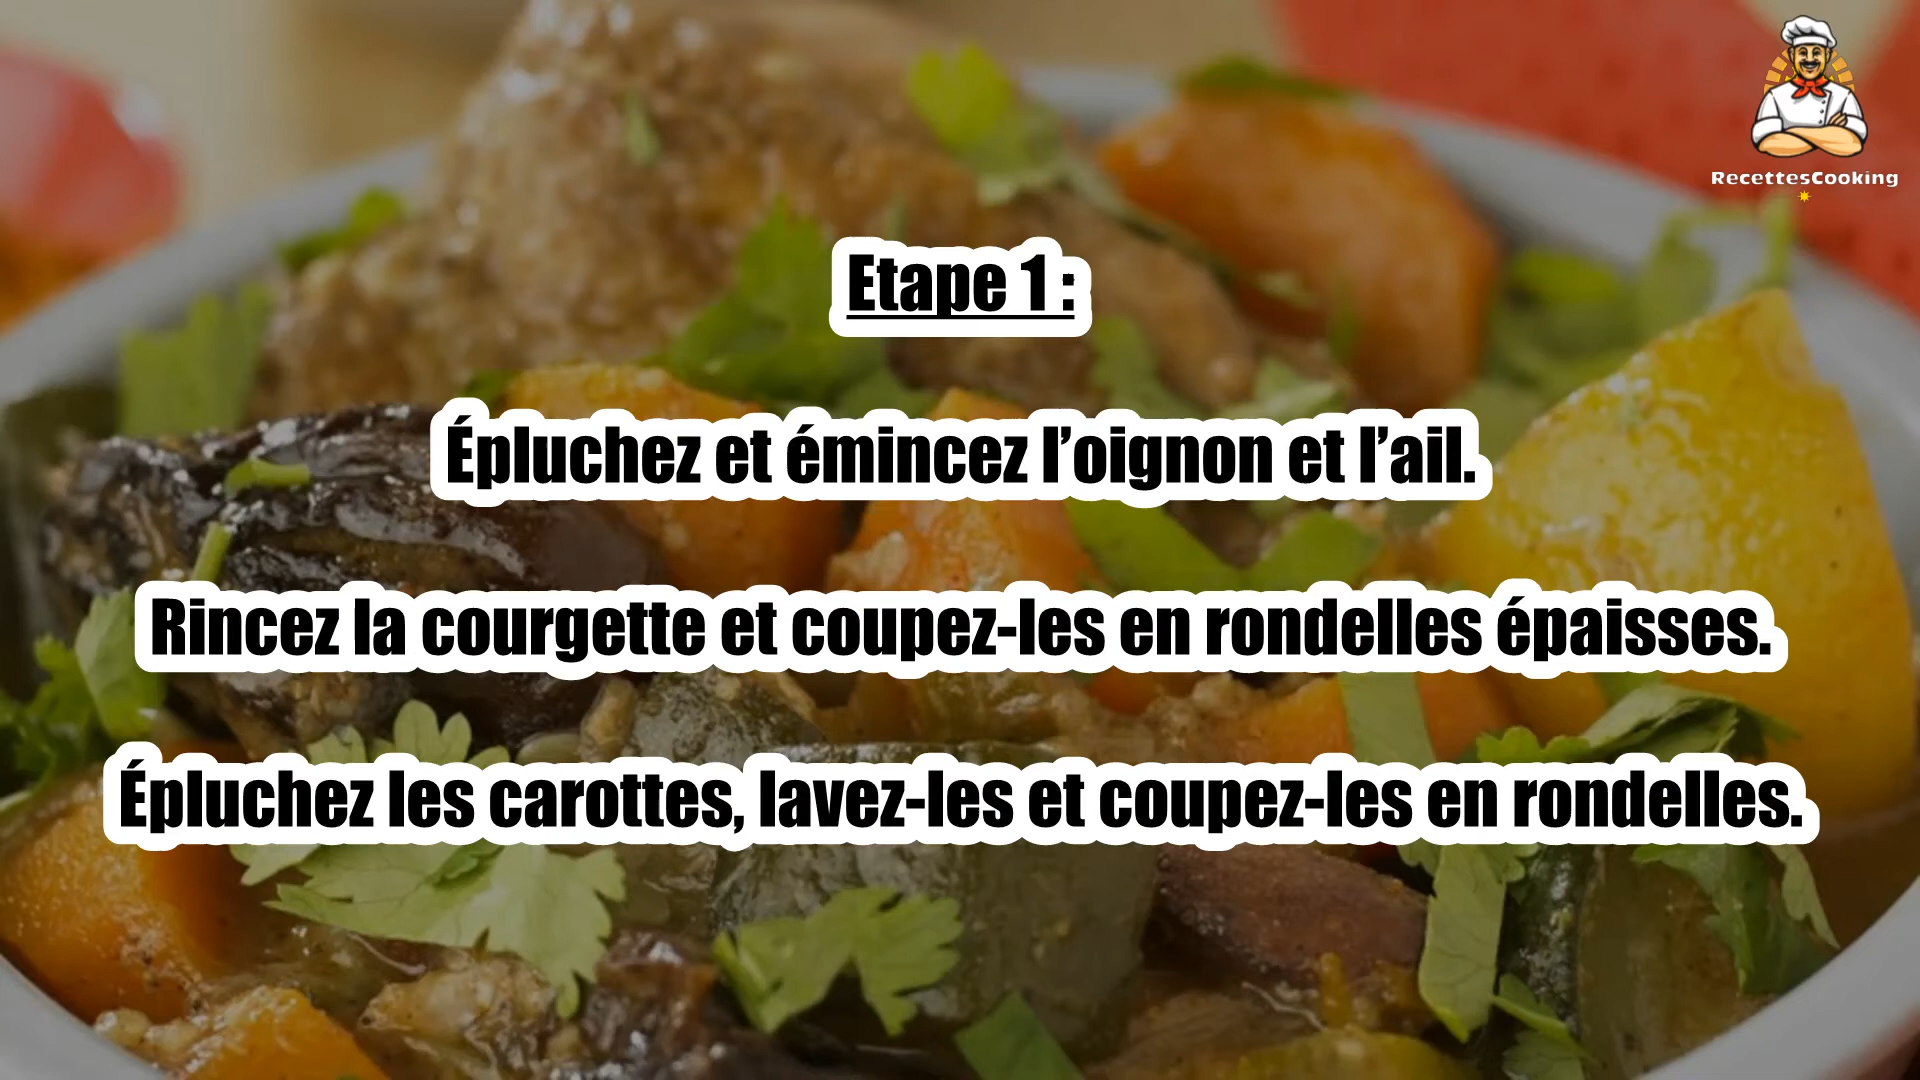 RecettesCooking
Etape 1 :
Épluchez et émincez l’oignon et l’ail.
Rincez la courgette et coupez-les en rondelles épaisses.
Épluchez les carottes, lavez-les et coupez-les en rondelles.